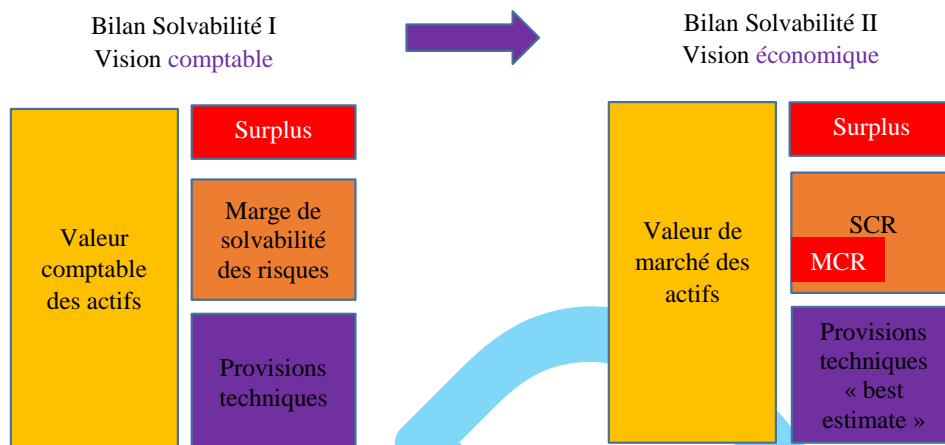 Bilan Solvabilité I
Vision comptable
Bilan Solvabilité II
Vision économique
Valeur
comptable
des actifs
Surplus
Marge de
solvabilité
des risques
Provisions
techniques
Valeur de
marché des
actifs
Surplus
SCR
MCR
Provisions
techniques
« best
estimate »